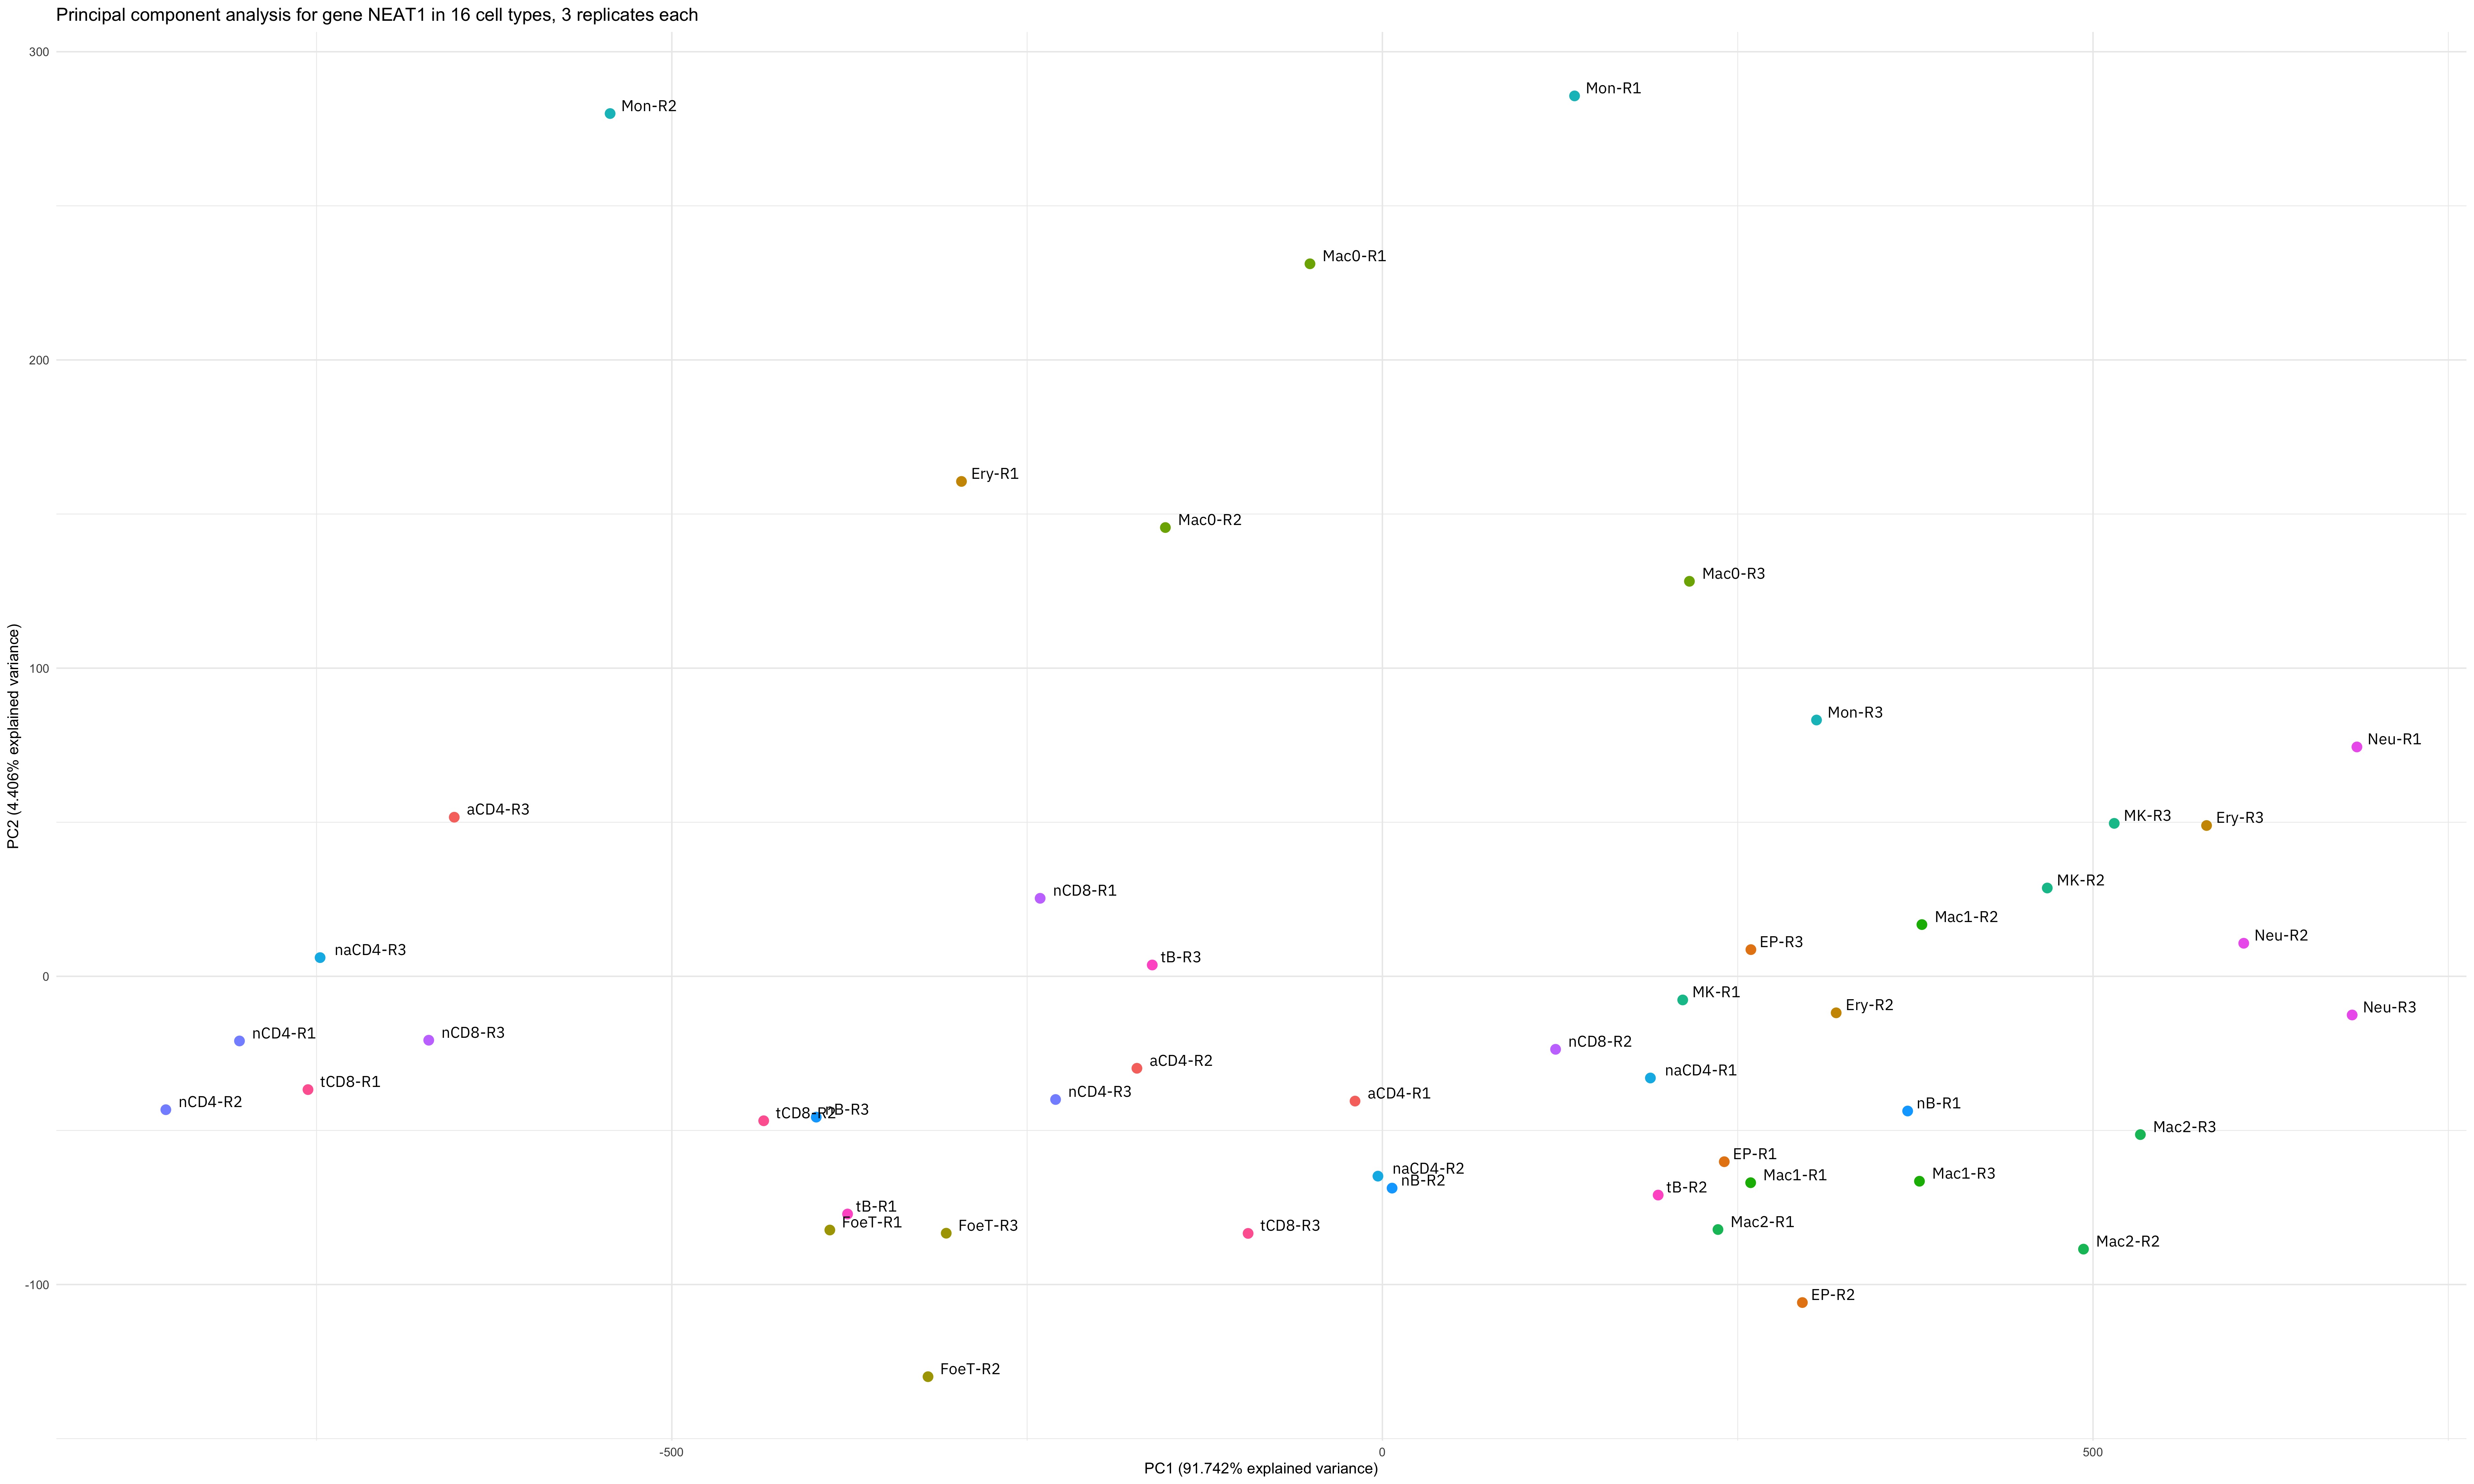 Principal component analysis for gene NEAT1 in 16 cell types, 3 replicates each
300
Mon-R1
Mon-R2
Mac0-R1
200
Ery-R1
Mac0-R2
Mac0-R3
100
Mon-R3
Neu-R1
aCD4-R3
MK-R3
Ery-R3
nCD8-R1
MK-R2
Mac1-R2
naCD4-R3
tB-R3
EP-R3
Neu-R2
0
MK-R1
Ery-R2
Neu-R3
nCD4-R1
nCD8-R3
nCD8-R2
aCD4-R2
naCD4-R1
tCD8-R1
nCD4-R3
aCD4-R1
nCD4-R2
tCD8-R2
nB-R3
nB-R1
Mac2-R3
EP-R1
naCD4-R2
nB-R2
Mac1-R1
Mac1-R3
tB-R2
tB-R1
FoeT-R1
FoeT-R3
tCD8-R3
Mac2-R1
Mac2-R2
-100
EP-R2
FoeT-R2
-500
0
500
PC1 (91.742% explained variance)
PC2 (4.406% explained variance)